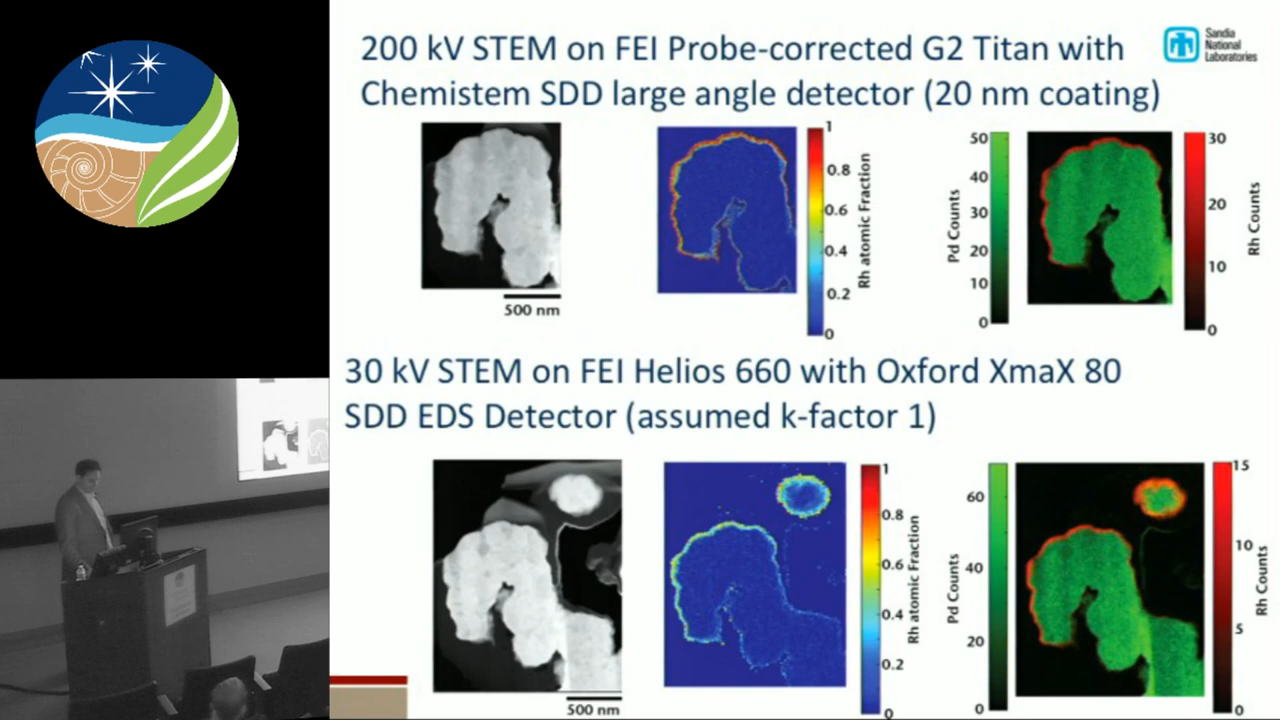 200 kV STEM on FEI Probe-corrected G2 Titan with
Chemistem SDD large angle detector (20 nm coating)
Sandia
National
Laboratories
500 nm
1
0.8
0.6
0.4
0.2
0
Rh atomic Fraction
Pd Counts
50
40
30
20
10
0
30
20
10
0
Rh Counts
30 kV STEM on FEI Helios 660 with Oxford XmaX 80
SDD EDS Detector (assumed k-factor 1)
500 nm
1
0.8
0.6
0.4
0.2
0
Rh atomic Fraction
Pd Counts
60
40
20
0
15
10
5
0
Rh Counts